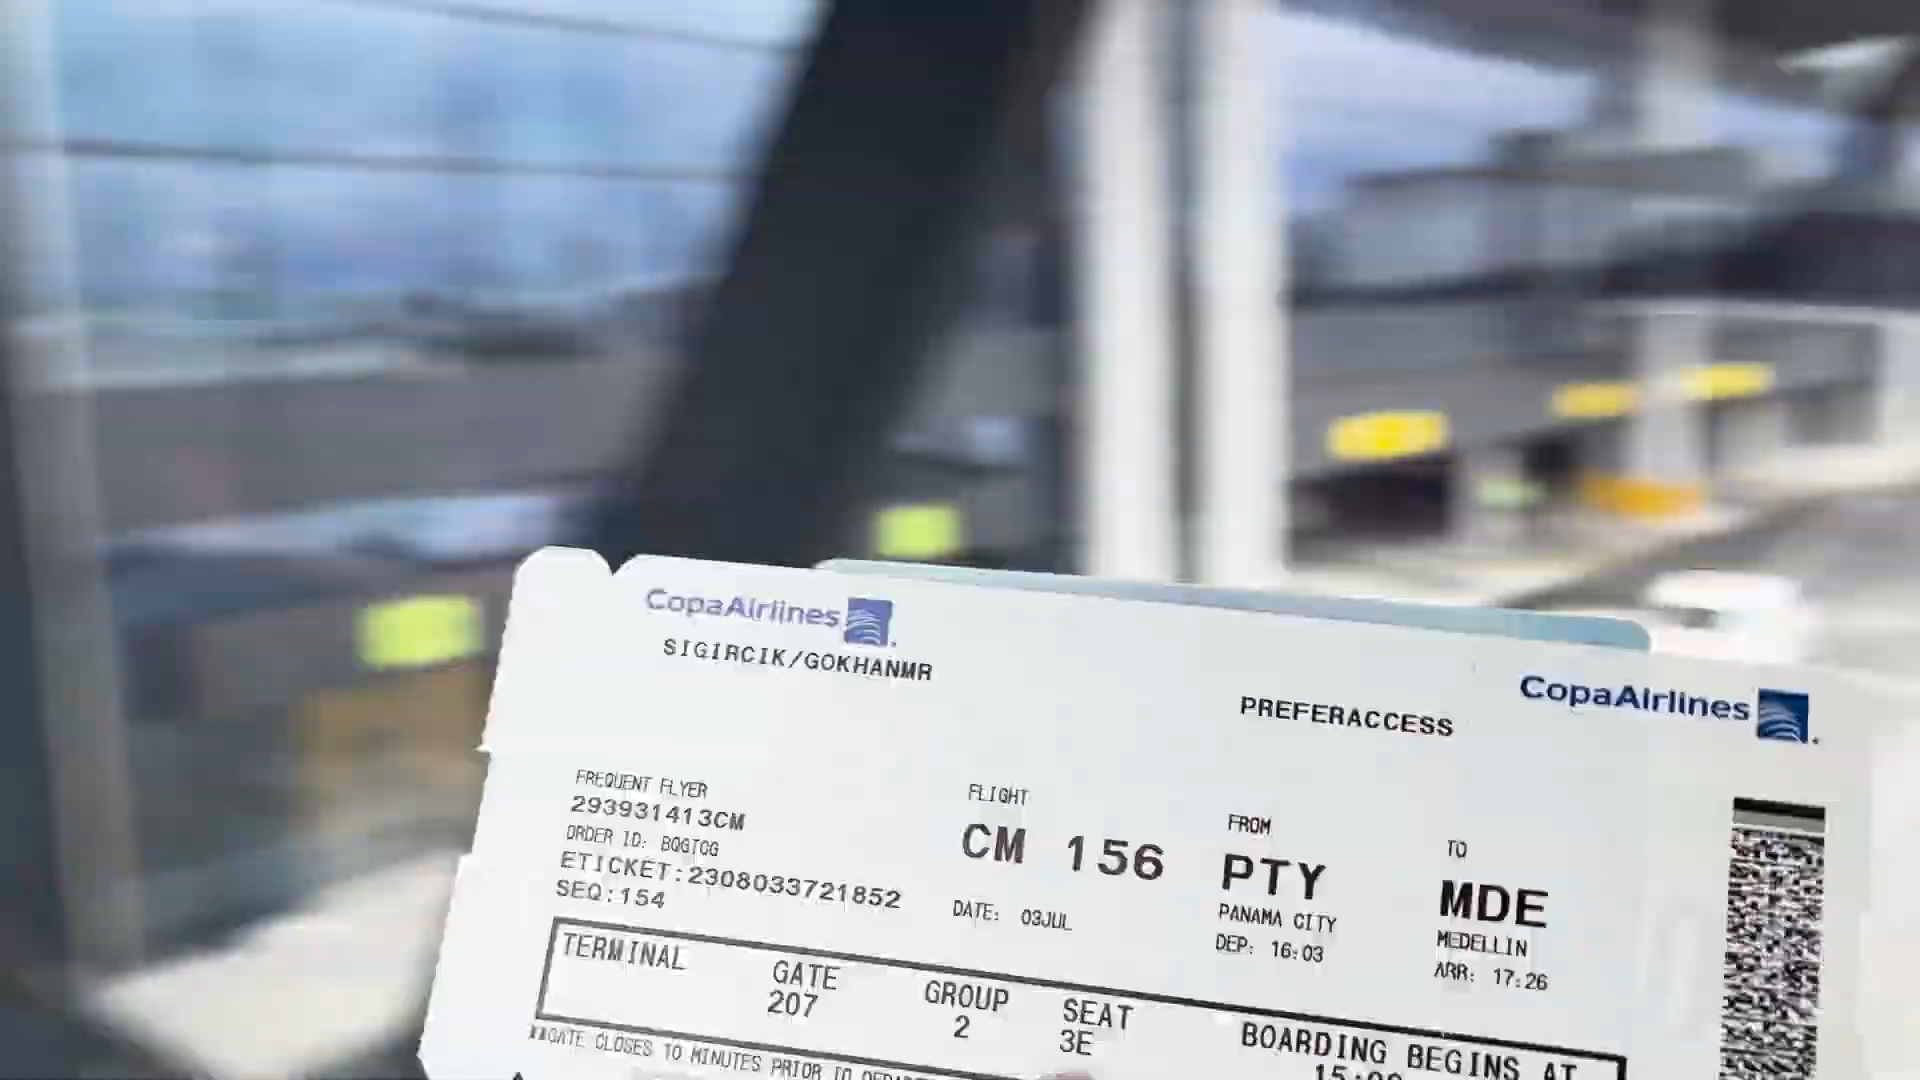 CopaAirlines
SIGIRCIK/GOKHANMR
CopaAirlines
PREFERACCESS
FREQUENT FLYER
293931413CM
ORDER ID: BQGTCG
ETICKET:2308033721852
SEQ:154
FLIGHT
CM 156
DATE: 03JUL
FROM
PTY
PANAMA CITY
DEP: 16:03
TO
MDE
MEDELLIN
ARR: 17:26
TERMINAL
GATE
207
GROUP
2
SEAT
3E
BOARDING BEGINS AT
**GATE CLOSES 10 MINUTES PRIOR TO